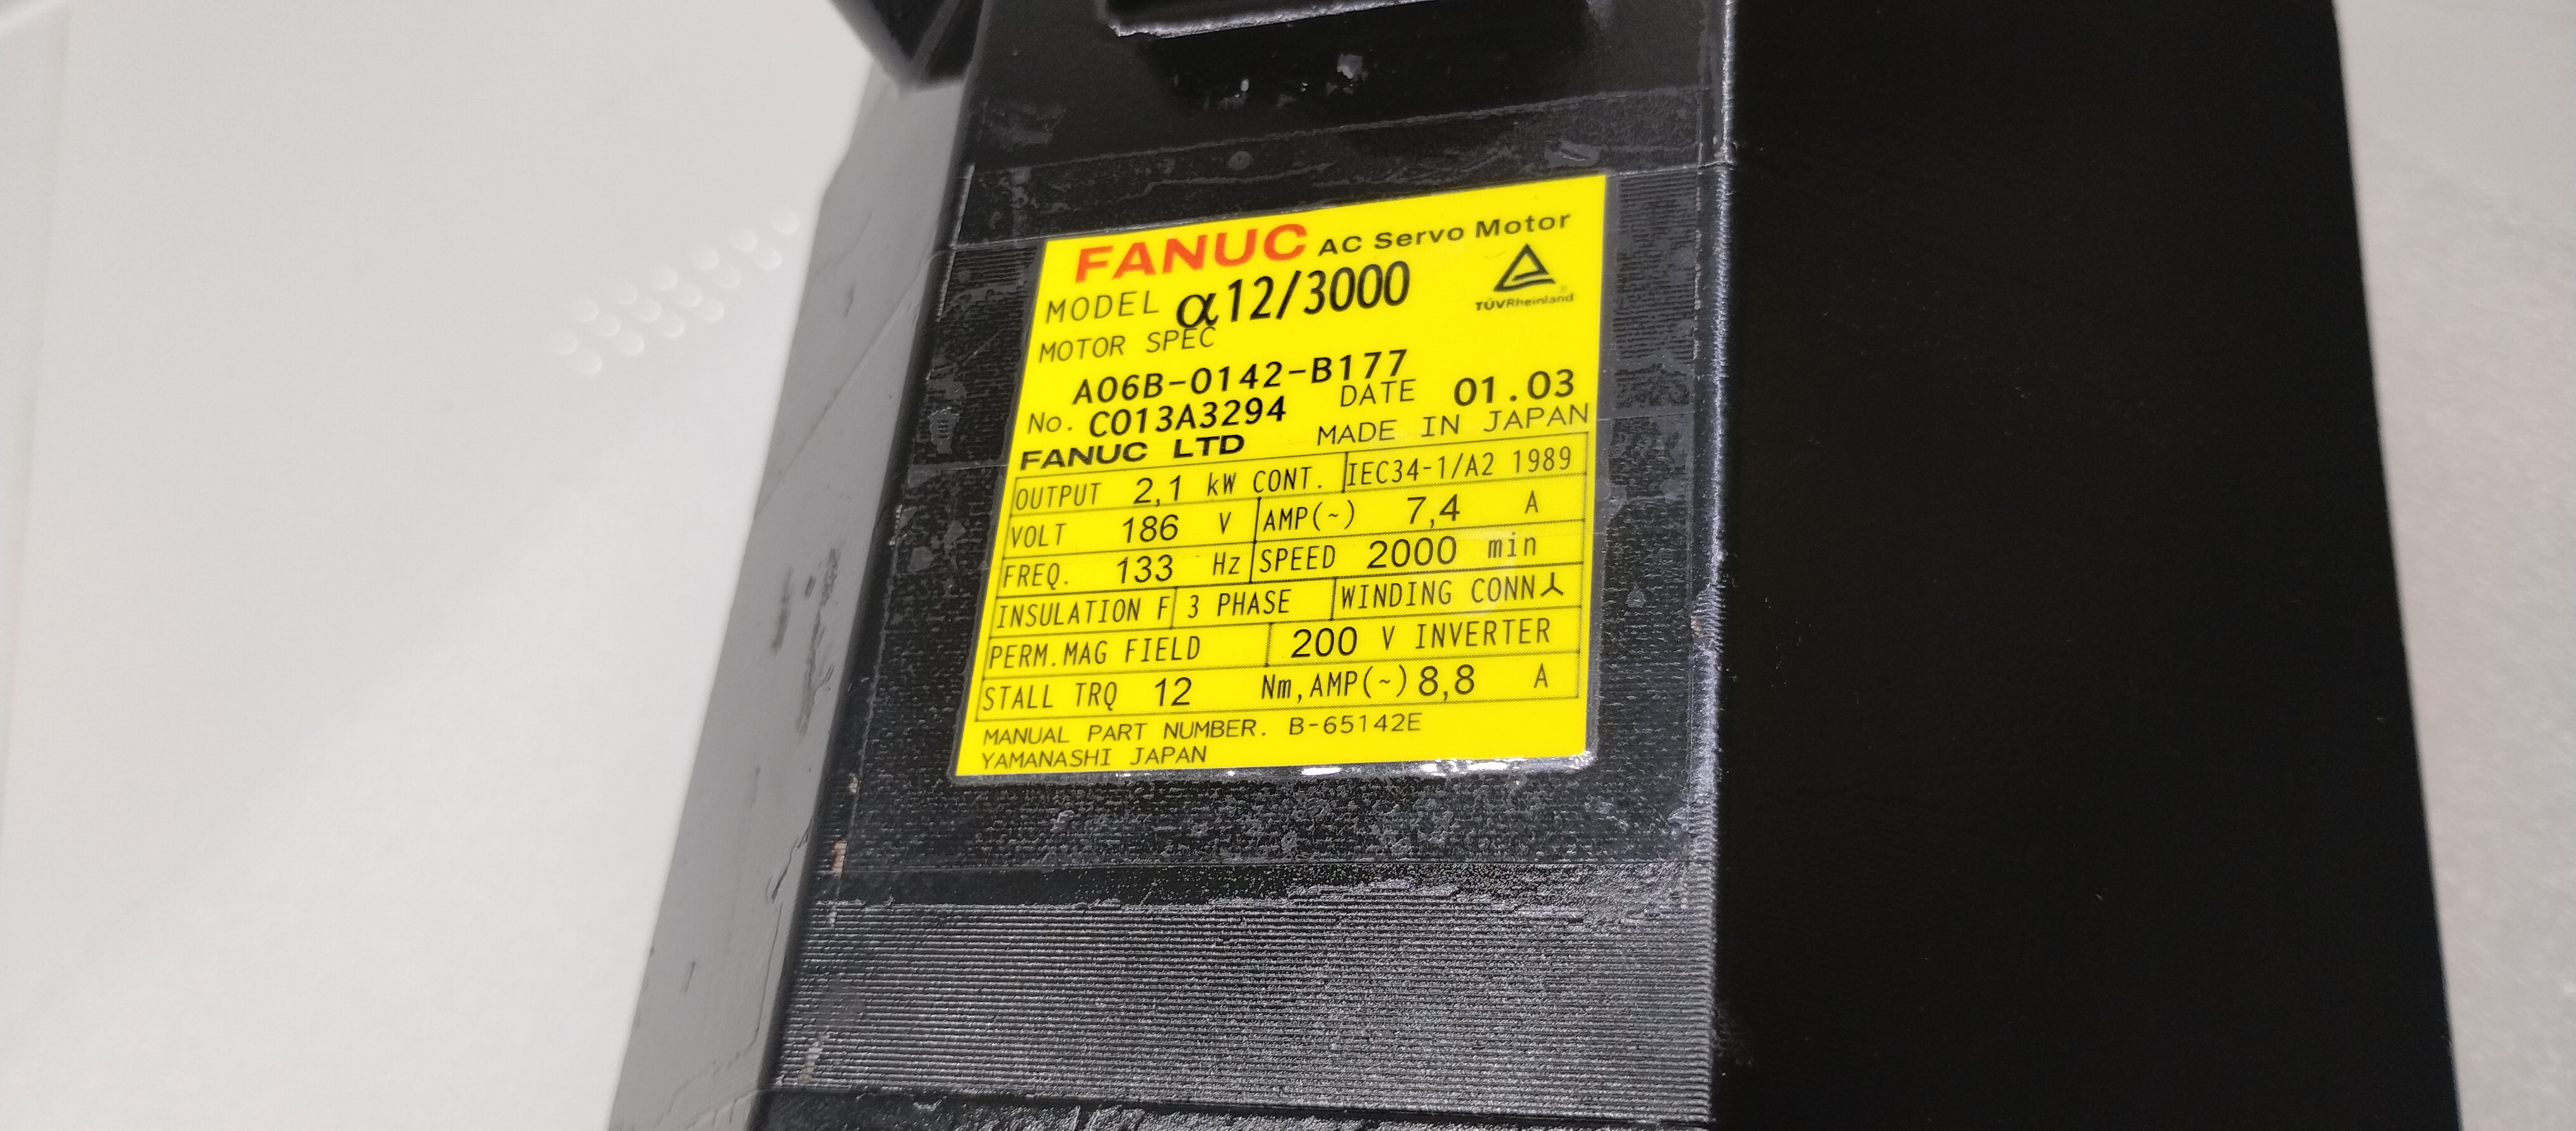 FANUC AC Servo Motor
MODEL α12/3000
TÜVRheinland®
MOTOR SPEC
A06B-0142-B177
No. C013A3294 DATE 01.03
FANUC LTD MADE IN JAPAN
OUTPUT 2,1 kW CONT. IEC34-1/A2 1989
VOLT 186 V AMP(~) 7,4 A
FREQ. 133 Hz SPEED 2000 min
INSULATION F 3 PHASE WINDING CONN
PERM.MAG FIELD 200 V INVERTER
STALL TRQ 12 Nm,AMP(~) 8,8 A
MANUAL PART NUMBER. B-65142E
YAMANASHI JAPAN